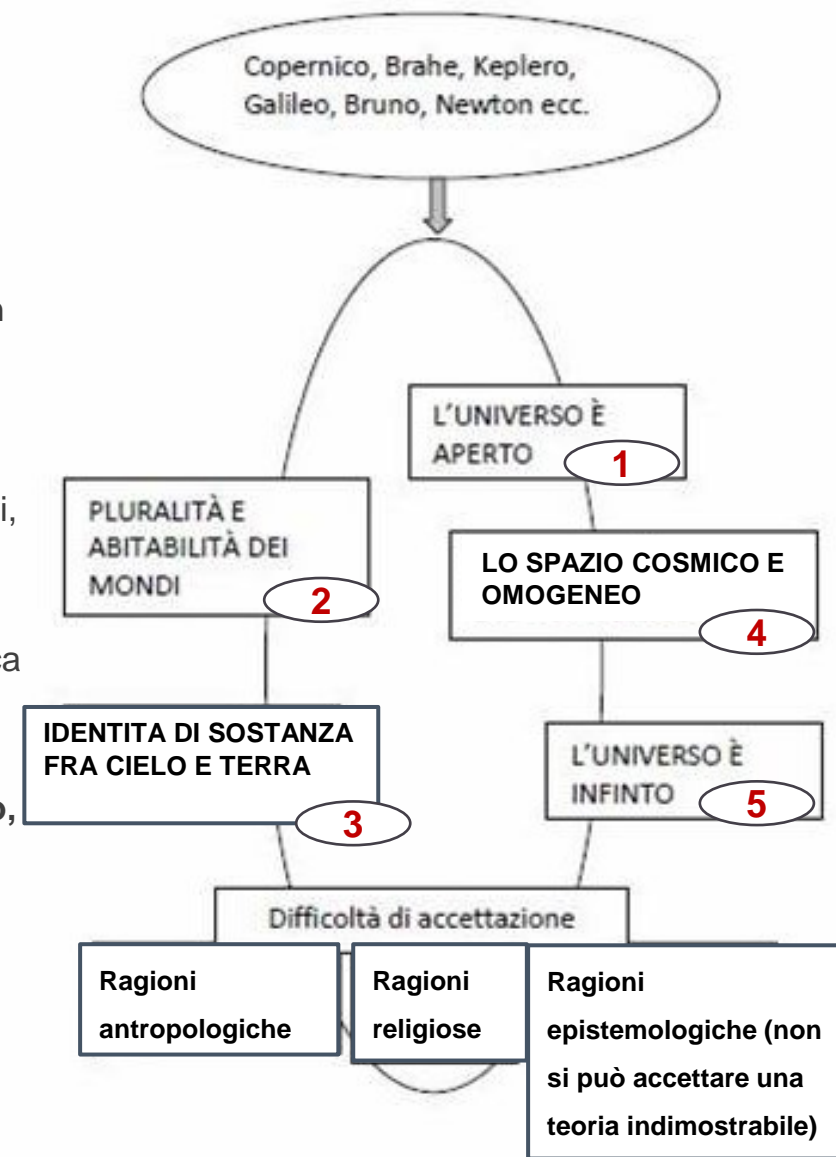 Copernico, Brahe, Keplero,
Galileo, Bruno, Newton ecc.
L'UNIVERSO È
APERTO
1
i,
PLURALITÀ E
ABITABILITÀ DEI
MONDI
2
LO SPAZIO COSMICO E
OMOGENEO
4
IDENTITA DI SOSTANZA
FRA CIELO E TERRA
3
L'UNIVERSO È
INFINTO
5
Difficoltà di accettazione
Ragioni
antropologiche
Ragioni
religiose
Ragioni
epistemologiche (non
si può accettare una
teoria indimostrabile)